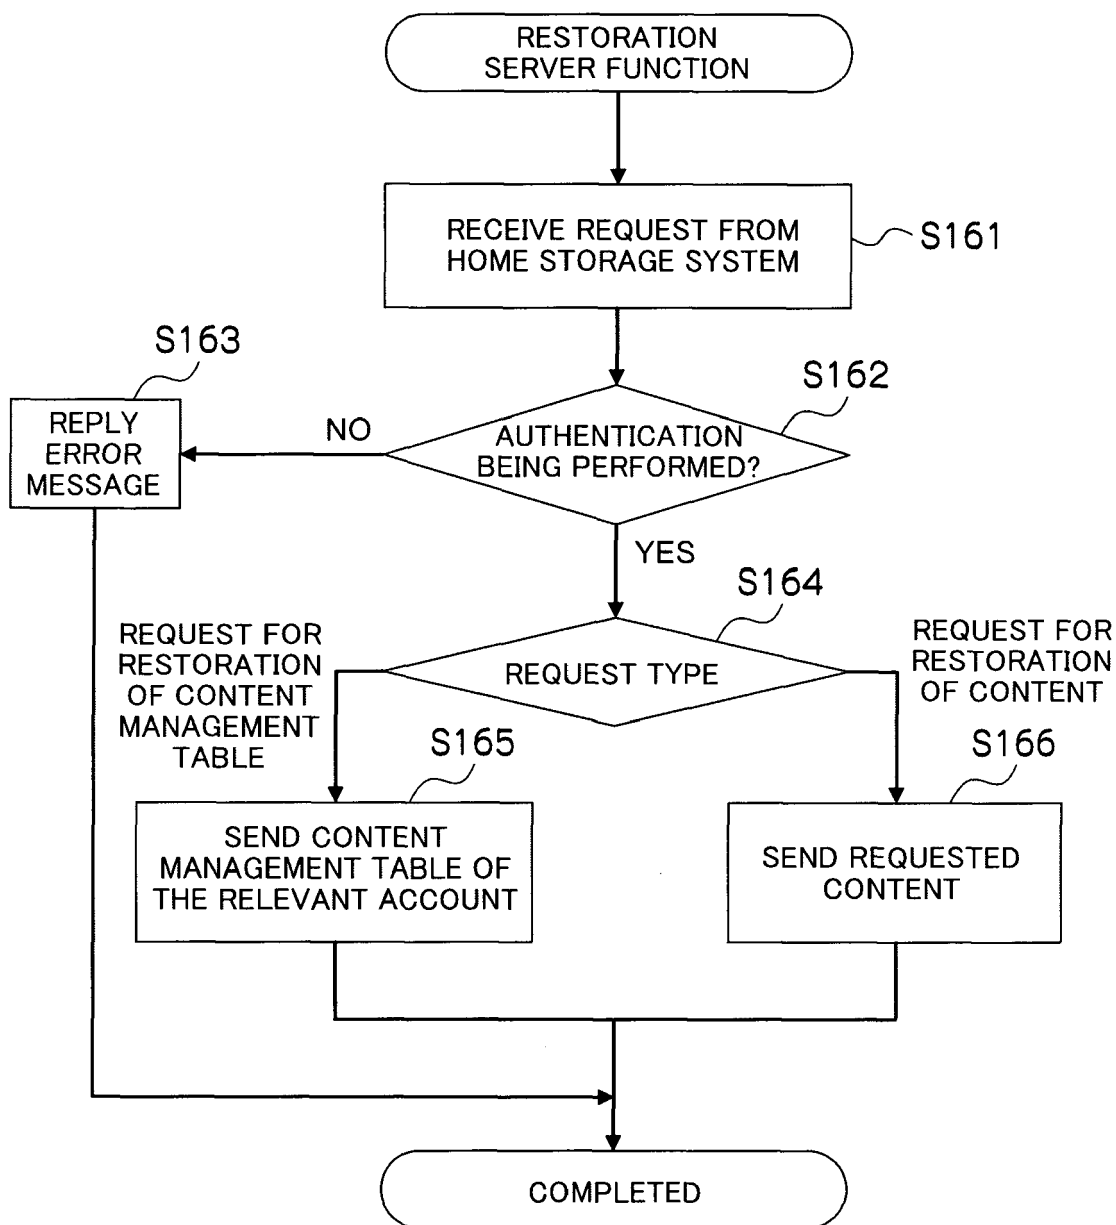 RESTORATION
SERVER FUNCTION
RECEIVE REQUEST FROM
HOME STORAGE SYSTEM
S161
S163
S162
REPLY
ERROR
MESSAGE
NO
AUTHENTICATION
BEING PERFORMED?
YES
S164
REQUEST FOR
RESTORATION
OF CONTENT
MANAGEMENT
TABLE
REQUEST TYPE
REQUEST FOR
RESTORATION
OF CONTENT
S165
S166
SEND CONTENT
MANAGEMENT TABLE OF
THE RELEVANT ACCOUNT
SEND REQUESTED
CONTENT
COMPLETED